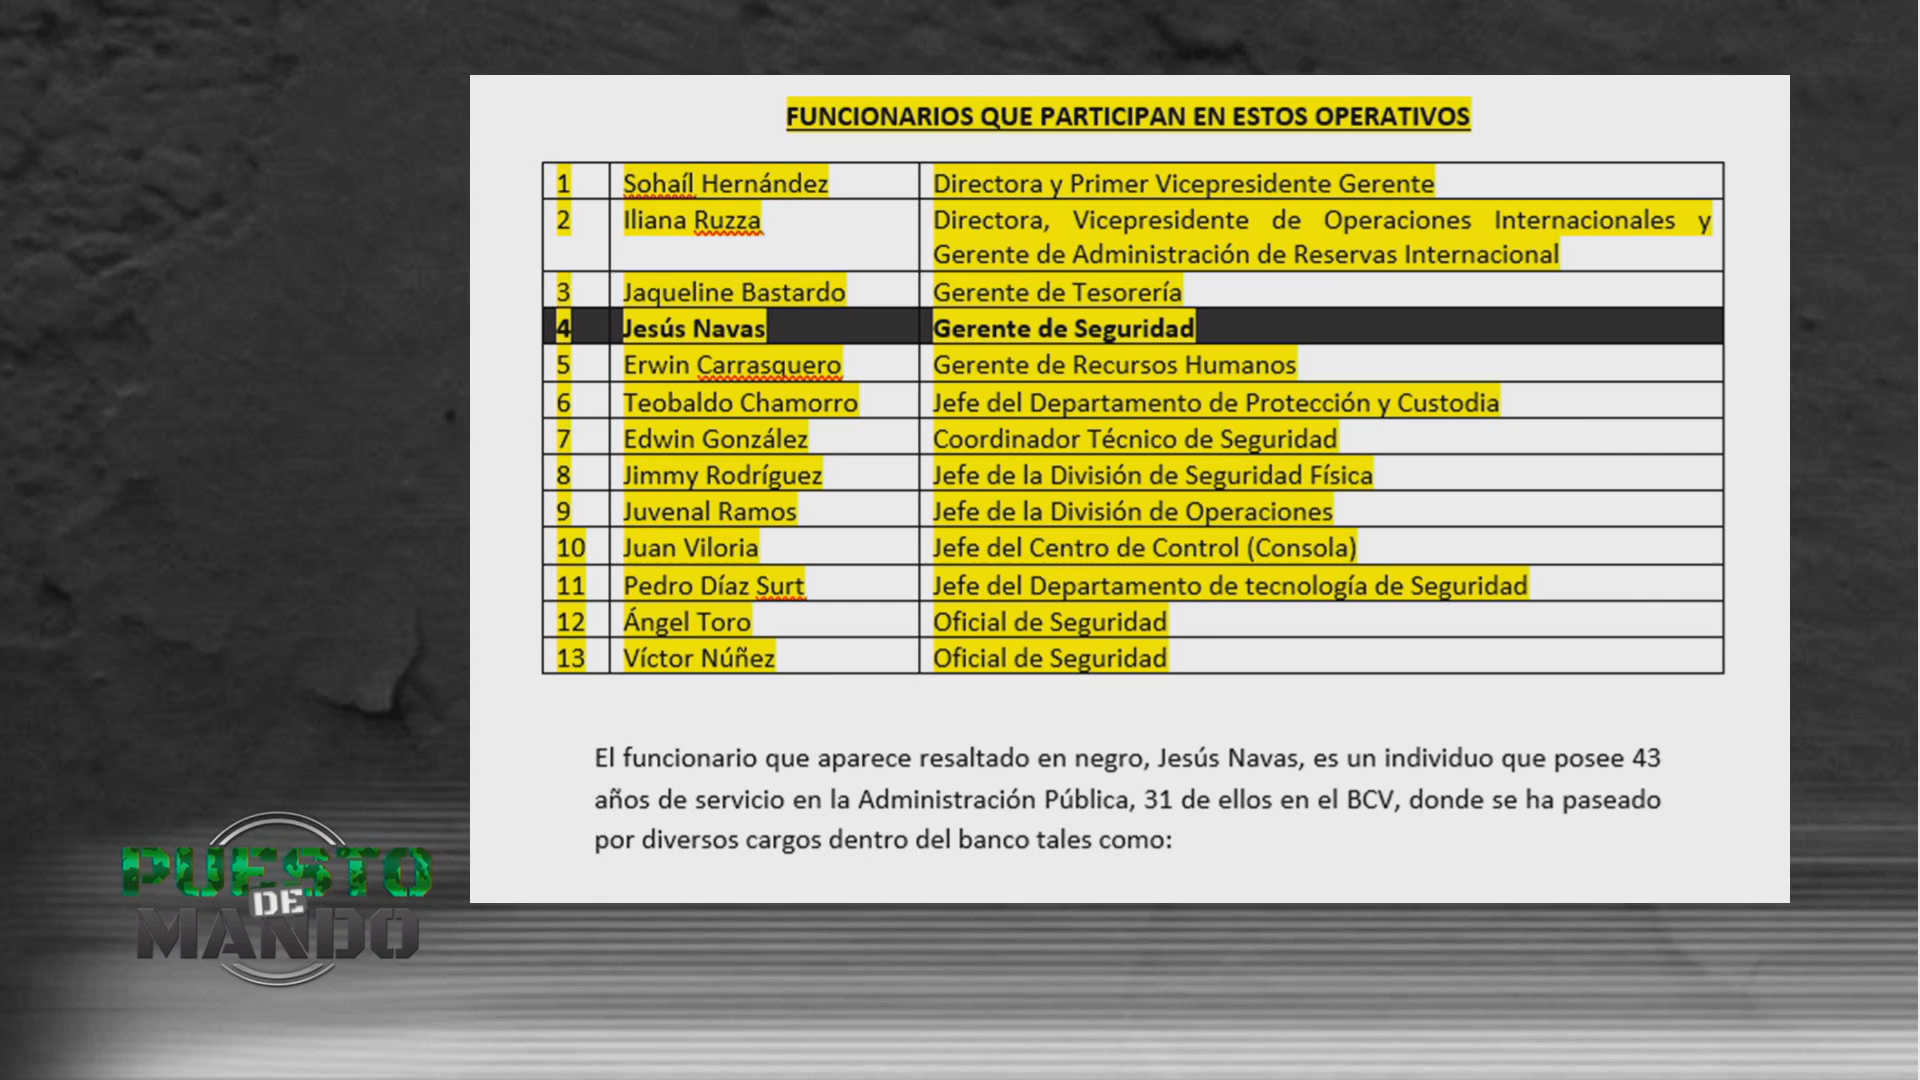 FUNCIONARIOS QUE PARTICIPAN EN ESTOS OPERATIVOS
1 Sohaíl Hernández Directora y Primer Vicepresidente Gerente
2 Iliana Ruzza Directora, Vicepresidente de Operaciones Internacionales y
Gerente de Administración de Reservas Internacional
3 Jaqueline Bastardo Gerente de Tesorería
4 Jesús Navas Gerente de Seguridad
5 Erwin Carrasquero Gerente de Recursos Humanos
6 Teobaldo Chamorro Jefe del Departamento de Protección y Custodia
7 Edwin González Coordinador Técnico de Seguridad
8 Jimmy Rodríguez Jefe de la División de Seguridad Física
9 Juvenal Ramos Jefe de la División de Operaciones
10 Juan Viloria Jefe del Centro de Control (Consola)
11 Pedro Díaz Surt Jefe del Departamento de tecnología de Seguridad
12 Ángel Toro Oficial de Seguridad
13 Víctor Núñez Oficial de Seguridad
El funcionario que aparece resaltado en negro, Jesús Navas, es un individuo que posee 43
años de servicio en la Administración Pública, 31 de ellos en el BCV, donde se ha paseado
por diversos cargos dentro del banco tales como:
PUESTO
DE
MANDO